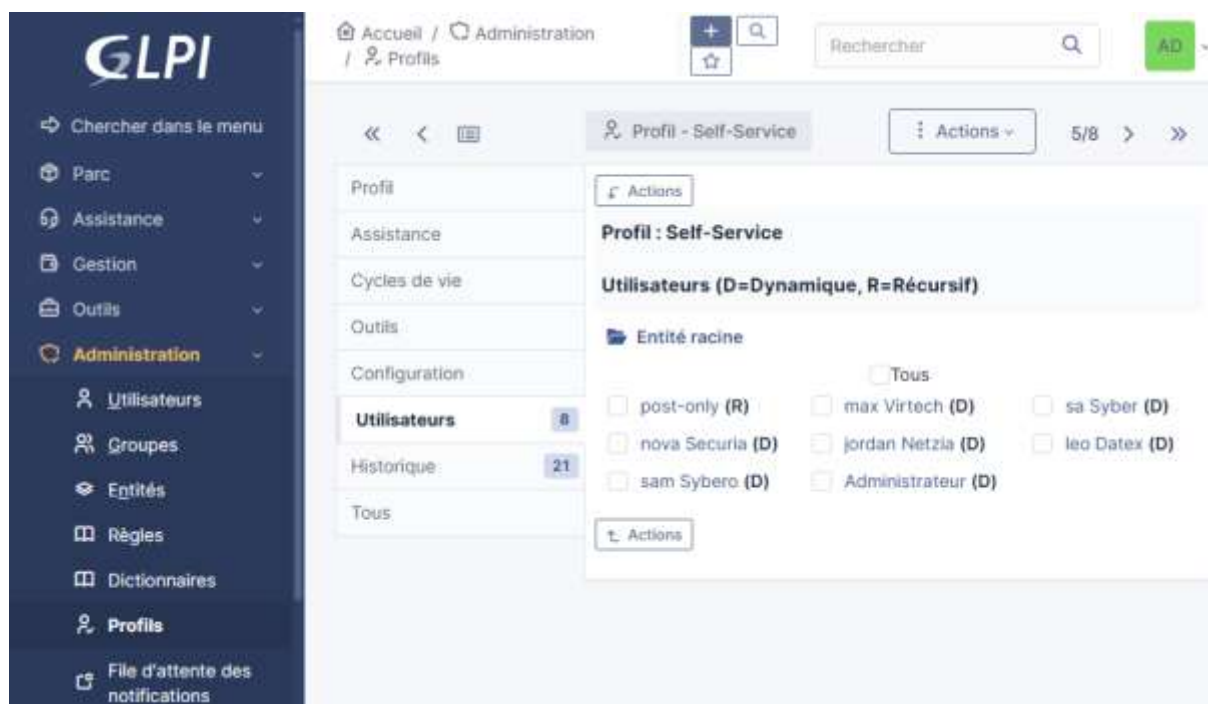 GLPI
Chercher dans le menu
Parc
Assistance
Gestion
Outils
Administration
Utilisateurs
Groupes
Entités
Règles
Dictionnaires
Profils
File d'attente des
notifications
Accueil / Administration
/ Profils
Rechercher
AD
Profil - Self-Service
Actions
5/8
Profil
Assistance
Cycles de vie
Outils
Configuration
Utilisateurs 8
Historique 21
Tous
Actions
Profil : Self-Service
Utilisateurs (D=Dynamique, R=Récursif)
Entité racine
Tous
post-only (R) max Virtech (D) sa Syber (D)
nova Securia (D) jordan Netzia (D) leo Datex (D)
sam Sybero (D) Administrateur (D)
Actions